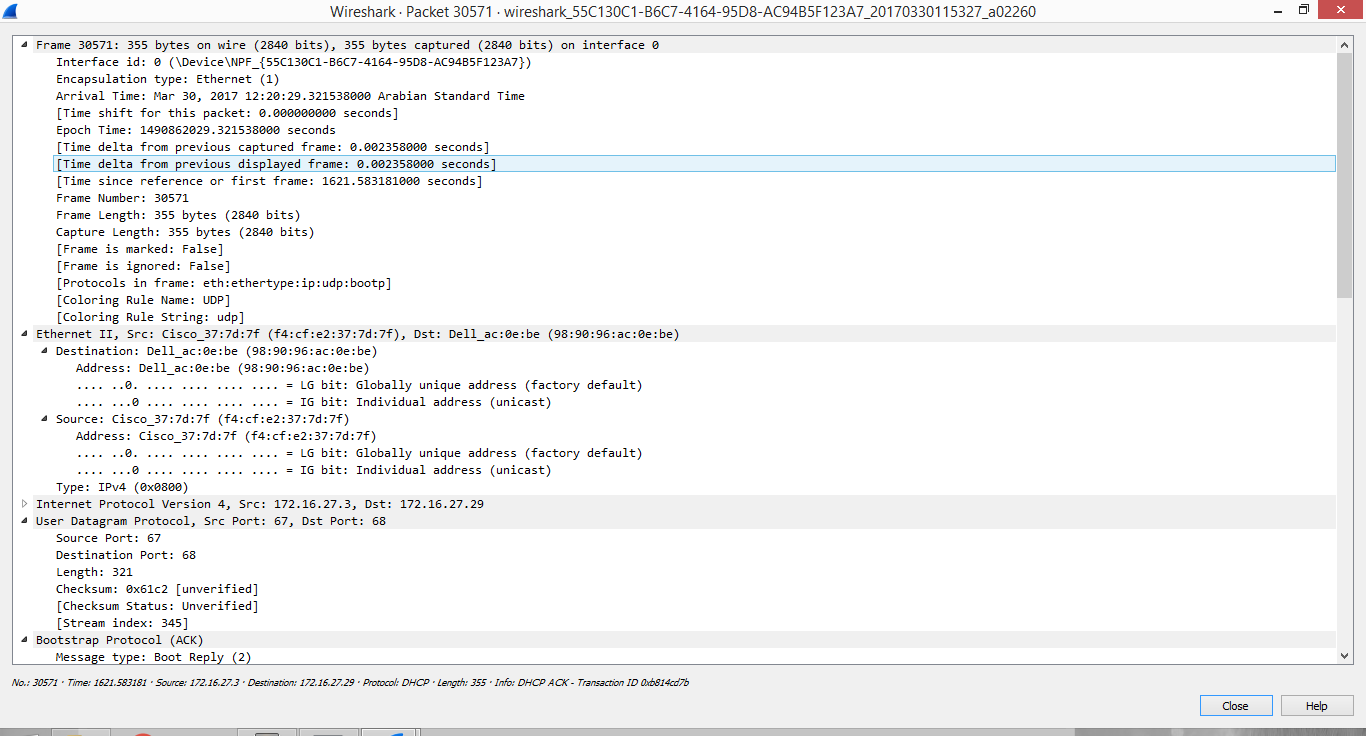 Wireshark · Packet 30571 · wireshark_55C130C1-B6C7-4164-95D8-AC94B5F123A7_20170330115327_a02260
Frame 30571: 355 bytes on wire (2840 bits), 355 bytes captured (2840 bits) on interface 0
Interface id: 0 (\Device\NPF_{55C130C1-B6C7-4164-95D8-AC94B5F123A7})
Encapsulation type: Ethernet (1)
Arrival Time: Mar 30, 2017 12:20:29.321538000 Arabian Standard Time
[Time shift for this packet: 0.000000000 seconds]
Epoch Time: 1490862029.321538000 seconds
[Time delta from previous captured frame: 0.002358000 seconds]
[Time delta from previous displayed frame: 0.002358000 seconds]
[Time since reference or first frame: 1621.583181000 seconds]
Frame Number: 30571
Frame Length: 355 bytes (2840 bits)
Capture Length: 355 bytes (2840 bits)
[Frame is marked: False]
[Frame is ignored: False]
[Protocols in frame: eth:ethertype:ip:udp:bootp]
[Coloring Rule Name: UDP]
[Coloring Rule String: udp]
Ethernet II, Src: Cisco_37:7d:7f (f4:cf:e2:37:7d:7f), Dst: Dell_ac:0e:be (98:90:96:ac:0e:be)
Destination: Dell_ac:0e:be (98:90:96:ac:0e:be)
Address: Dell_ac:0e:be (98:90:96:ac:0e:be)
.... ..0. .... .... .... .... = LG bit: Globally unique address (factory default)
.... ...0 .... .... .... .... = IG bit: Individual address (unicast)
Source: Cisco_37:7d:7f (f4:cf:e2:37:7d:7f)
Address: Cisco_37:7d:7f (f4:cf:e2:37:7d:7f)
.... ..0. .... .... .... .... = LG bit: Globally unique address (factory default)
.... ...0 .... .... .... .... = IG bit: Individual address (unicast)
Type: IPv4 (0x0800)
Internet Protocol Version 4, Src: 172.16.27.3, Dst: 172.16.27.29
User Datagram Protocol, Src Port: 67, Dst Port: 68
Source Port: 67
Destination Port: 68
Length: 321
Checksum: 0x61c2 [unverified]
[Checksum Status: Unverified]
[Stream index: 345]
Bootstrap Protocol (ACK)
Message type: Boot Reply (2)
No.: 30571 · Time: 1621.583181 · Source: 172.16.27.3 · Destination: 172.16.27.29 · Protocol: DHCP · Length: 355 · Info: DHCP ACK - Transaction ID 0xb814cd7b
Close
Help